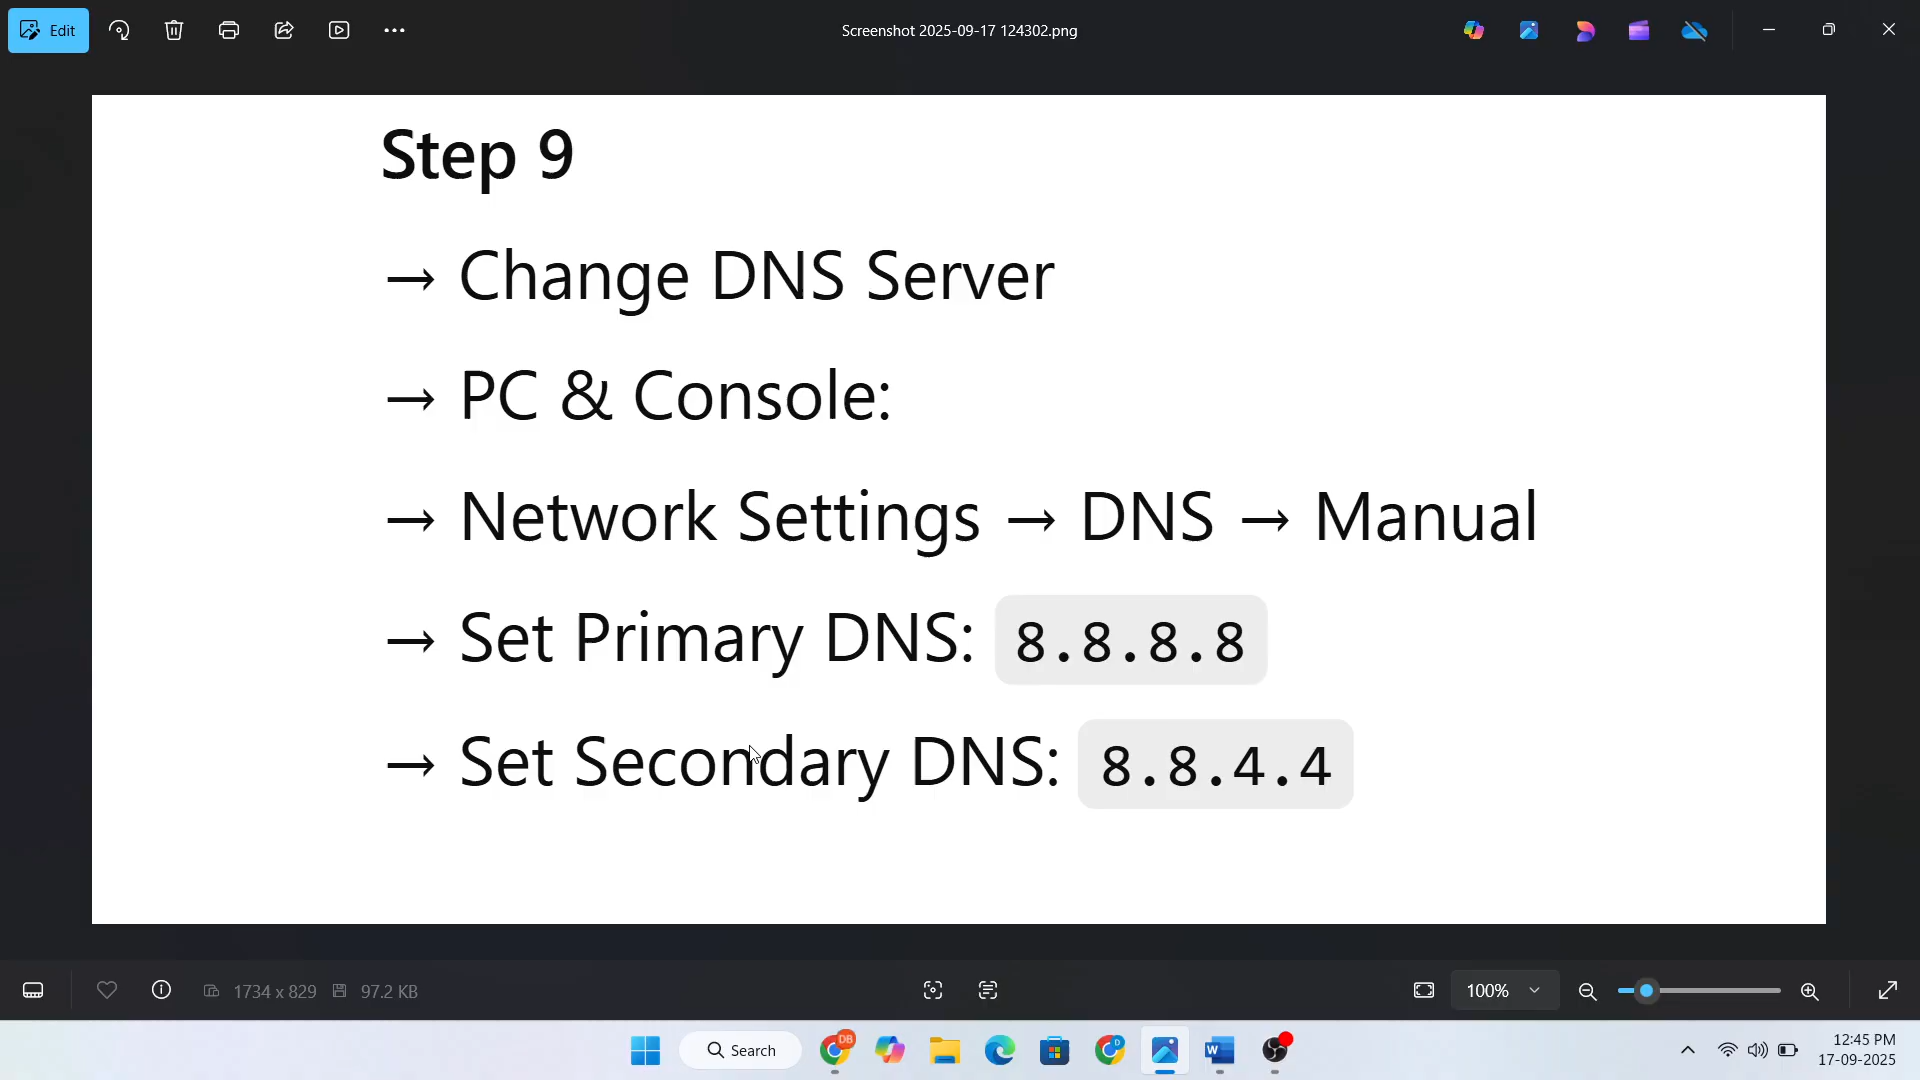 Edit
Screenshot 2025-09-17 124302.png
Step 9
→ Change DNS Server
→ PC & Console:
→ Network Settings → DNS → Manual
→ Set Primary DNS: 8.8.8.8
→ Set Secondary DNS: 8.8.4.4
1734 x 829 97.2 KB 100%
Search
DB
D
W
12:45 PM
17-09-2025